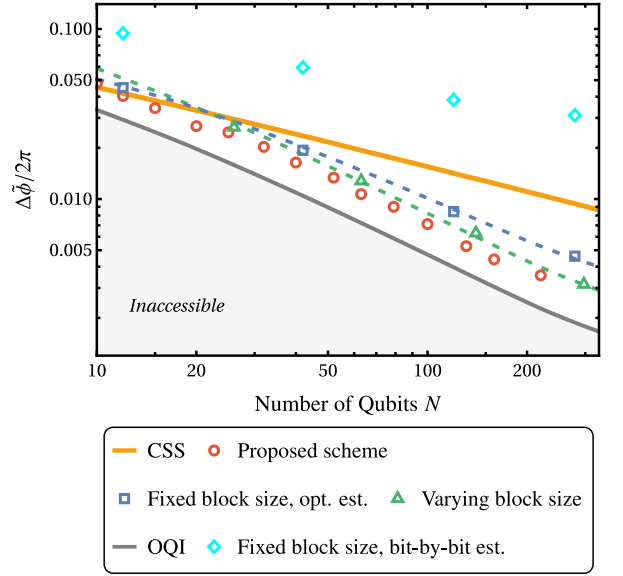 0.100
0.050
0.010
0.005
Δϕ̃/2π
Inaccessible
10 20 50 100 200
Number of Qubits N
CSS Proposed scheme
Fixed block size, opt. est. Varying block size
OQI Fixed block size, bit-by-bit est.